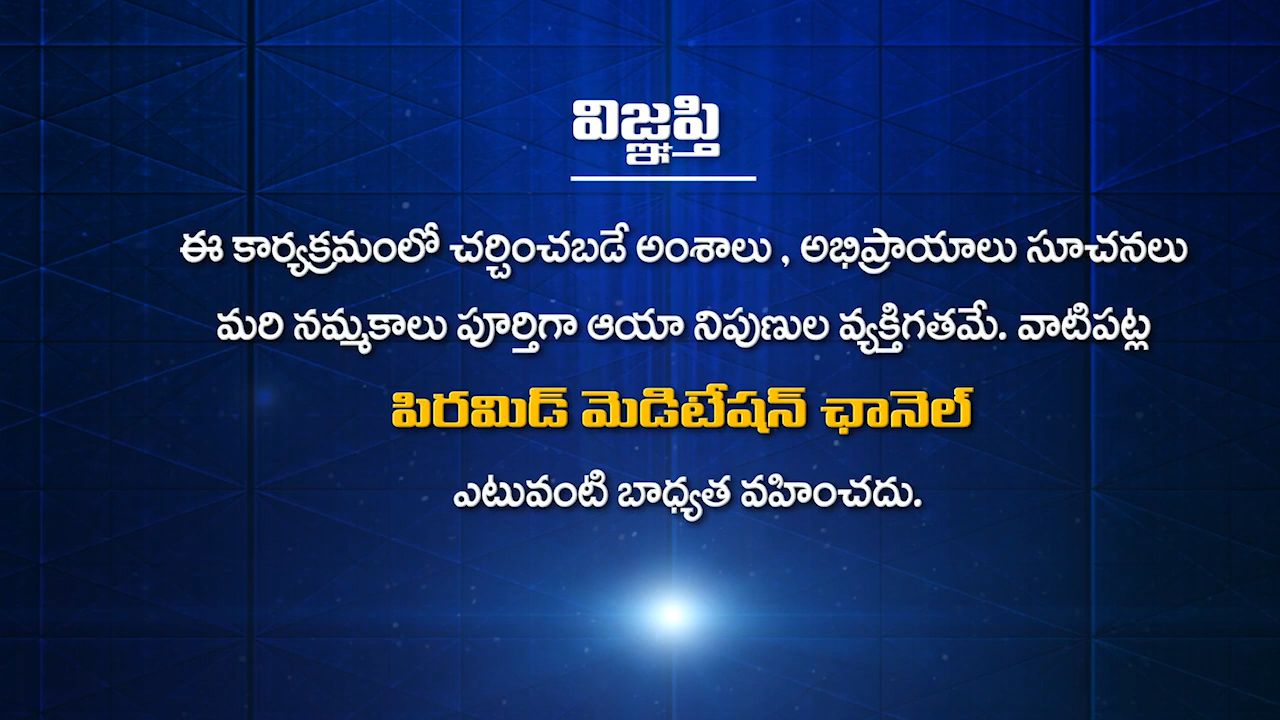 విజ్ఞప్తి
ఈ కార్యక్రమంలో చర్చించబడే అంశాలు , అభిప్రాయాలు సూచనలు
మరి నమ్మకాలు పూర్తిగా ఆయా నిపుణుల వ్యక్తిగతమే. వాటిపట్ల
పిరమిడ్ మెడిటేషన్ ఛానెల్
ఎటువంటి బాధ్యత వహించదు.